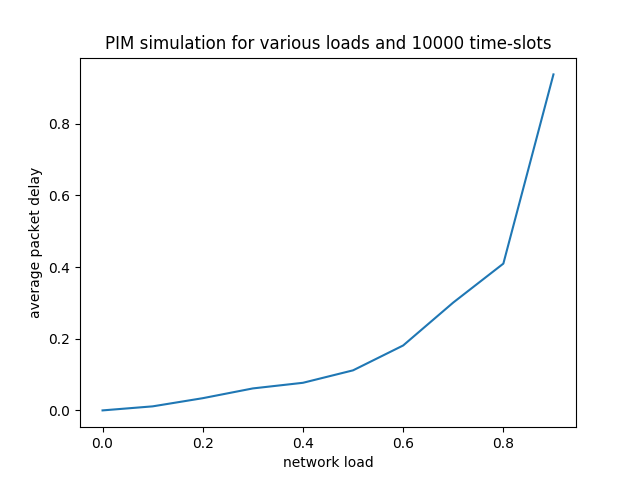 PIM simulation for various loads and 10000 time-slots
0.8
0.6
0.4
0.2
0.0
average packet delay
0.0 0.2 0.4 0.6 0.8
network load